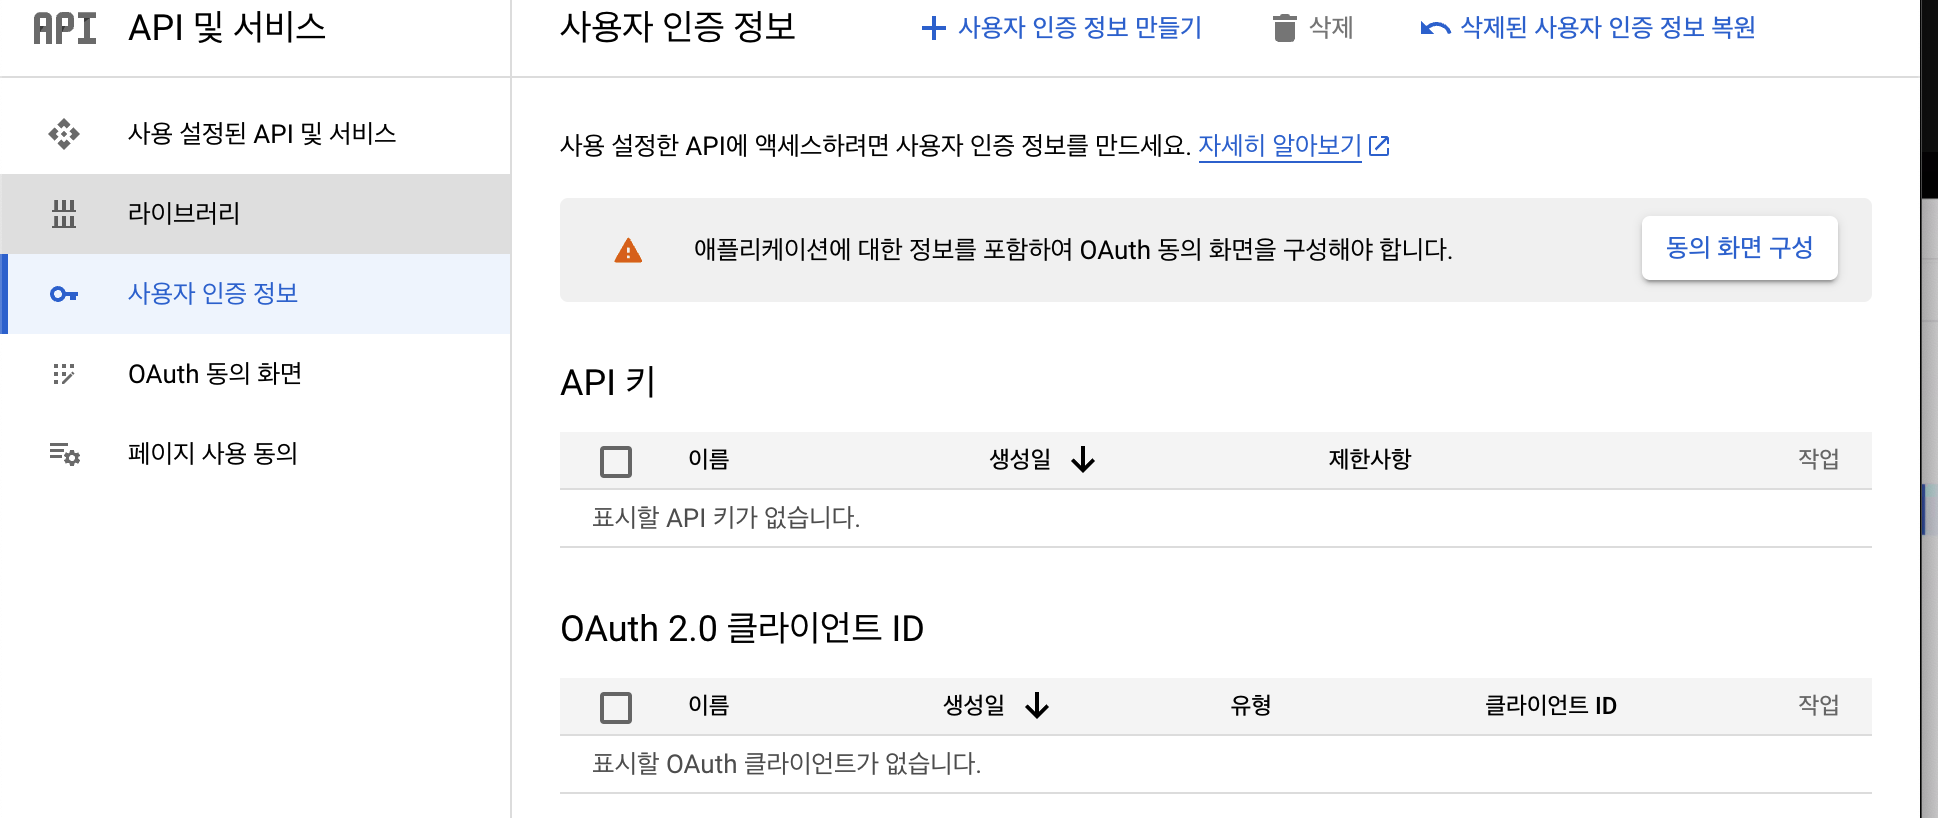 API API 및 서비스
사용 설정된 API 및 서비스
라이브러리
사용자 인증 정보
OAuth 동의 화면
페이지 사용 동의
사용자 인증 정보 + 사용자 인증 정보 만들기 삭제 삭제된 사용자 인증 정보 복원
사용 설정한 API에 액세스하려면 사용자 인증 정보를 만드세요. 자세히 알아보기
애플리케이션에 대한 정보를 포함하여 OAuth 동의 화면을 구성해야 합니다. 동의 화면 구성
API 키
이름 생성일 제한사항 작업
표시할 API 키가 없습니다.
OAuth 2.0 클라이언트 ID
이름 생성일 유형 클라이언트 ID 작업
표시할 OAuth 클라이언트가 없습니다.